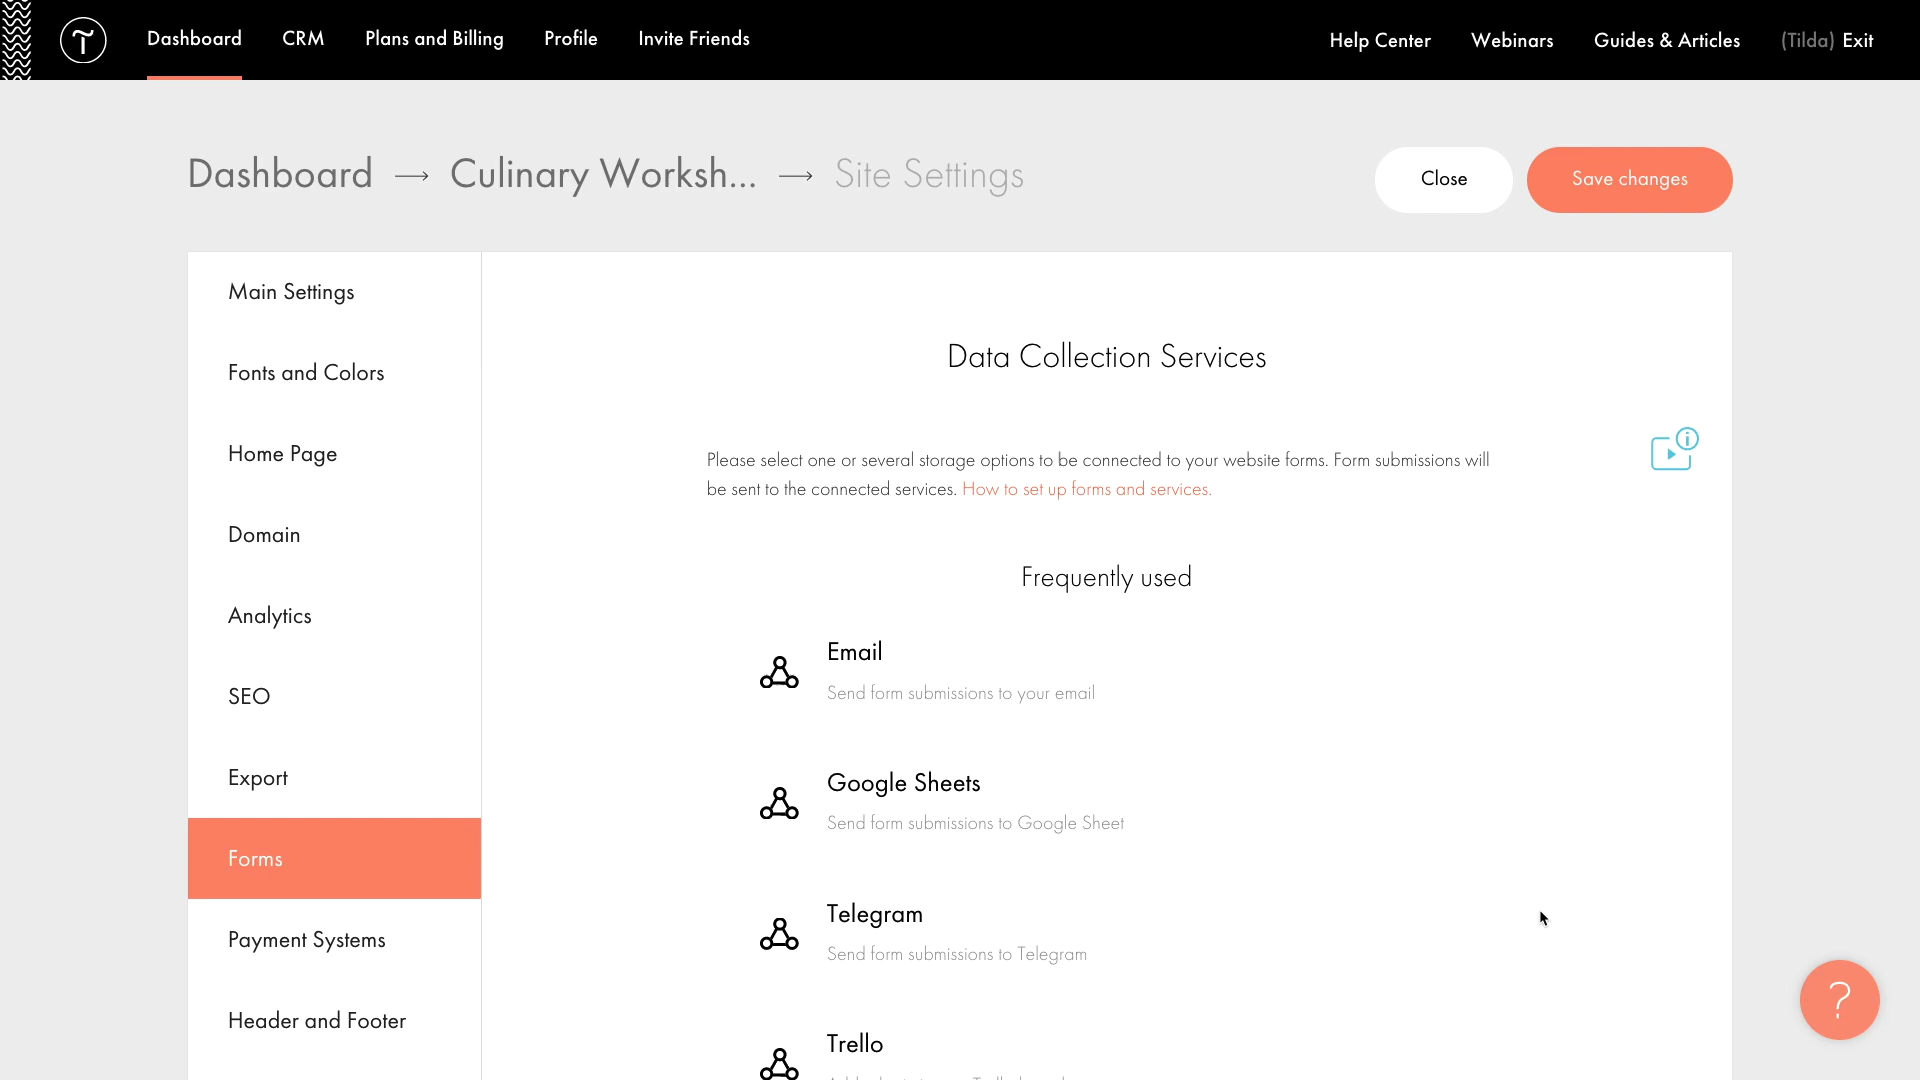 Dashboard
CRM
Plans and Billing
Profile
Invite Friends
Help Center
Webinars
Guides & Articles
(Tilda) Exit
Dashboard → Culinary Worksh... → Site Settings
Close
Save changes
Main Settings
Fonts and Colors
Home Page
Domain
Analytics
SEO
Export
Forms
Payment Systems
Header and Footer
Data Collection Services
Please select one or several storage options to be connected to your website forms. Form submissions will
be sent to the connected services. How to set up forms and services.
Frequently used
Email
Send form submissions to your email
Google Sheets
Send form submissions to Google Sheet
Telegram
Send form submissions to Telegram
Trello
?